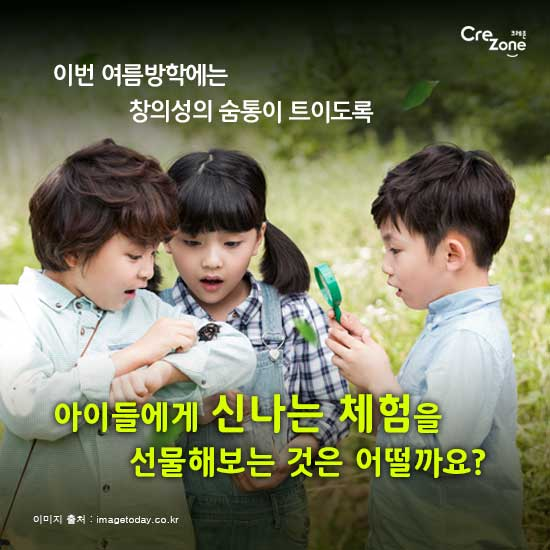 Cre 크레존
Zone
이번 여름방학에는
창의성의 숨통이 트이도록
아이들에게 신나는 체험을
선물해보는 것은 어떨까요?
이미지 출처 : imagetoday.co.kr